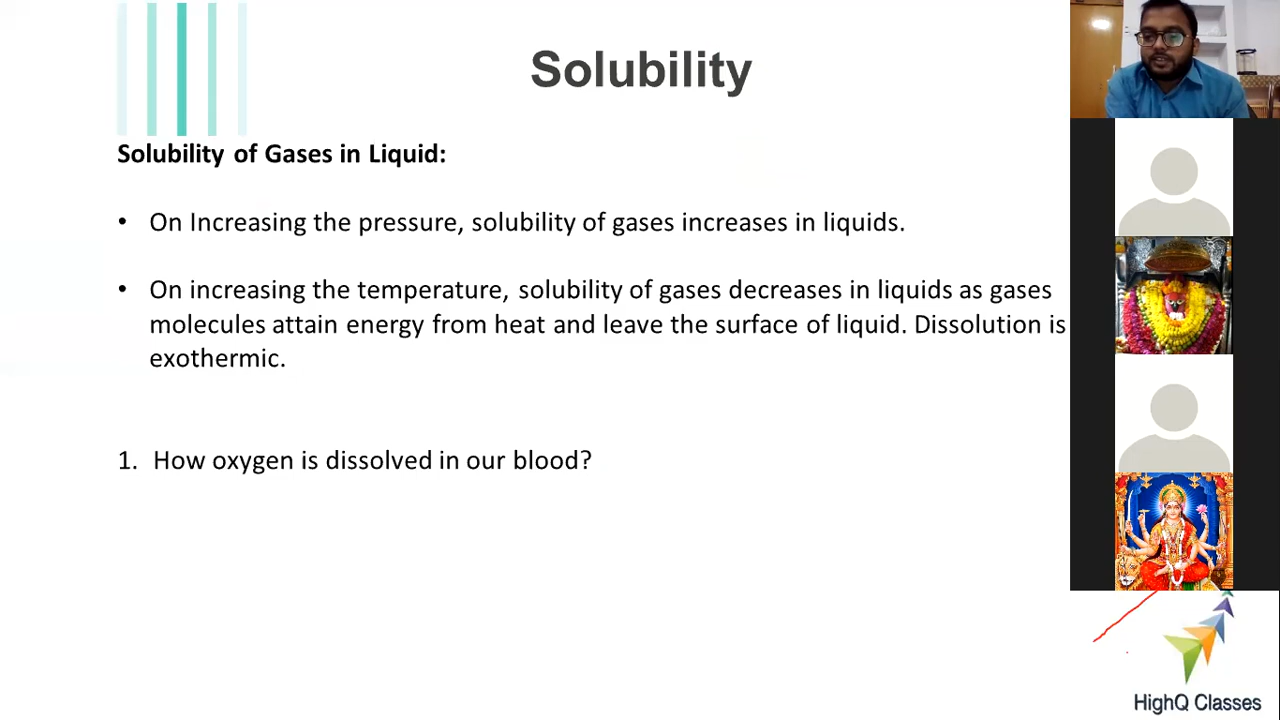 Solubility
Solubility of Gases in Liquid:
• On Increasing the pressure, solubility of gases increases in liquids.
• On increasing the temperature, solubility of gases decreases in liquids as gases
molecules attain energy from heat and leave the surface of liquid. Dissolution is
exothermic.
1. How oxygen is dissolved in our blood?
HighQ Classes